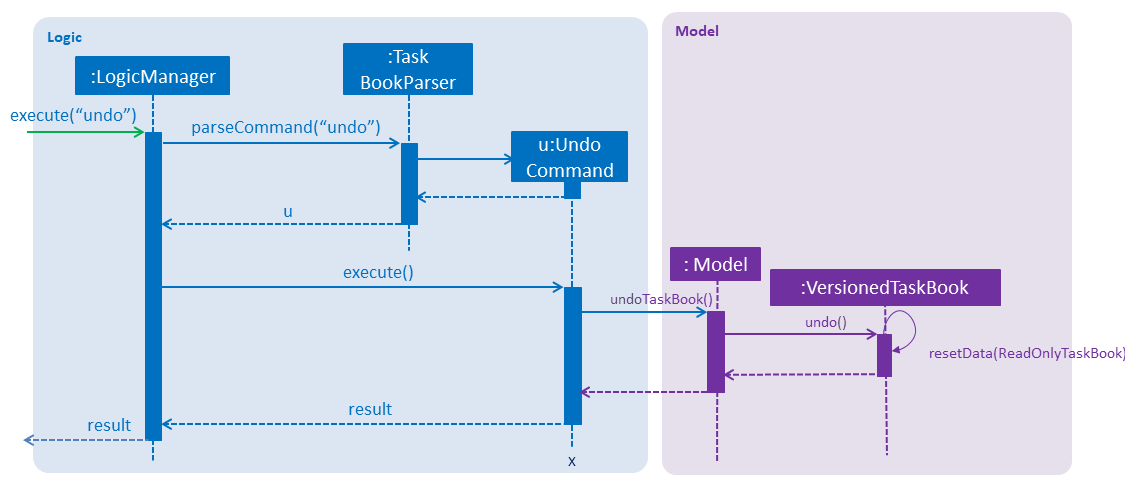 Logic
Model
:LogicManager
:Task
BookParser
execute(“undo”)
parseCommand(“undo”)
u:Undo
Command
u
: Model
execute()
:VersionedTaskBook
undoTaskBook()
undo()
resetData(ReadOnlyTaskBook)
result
result
x